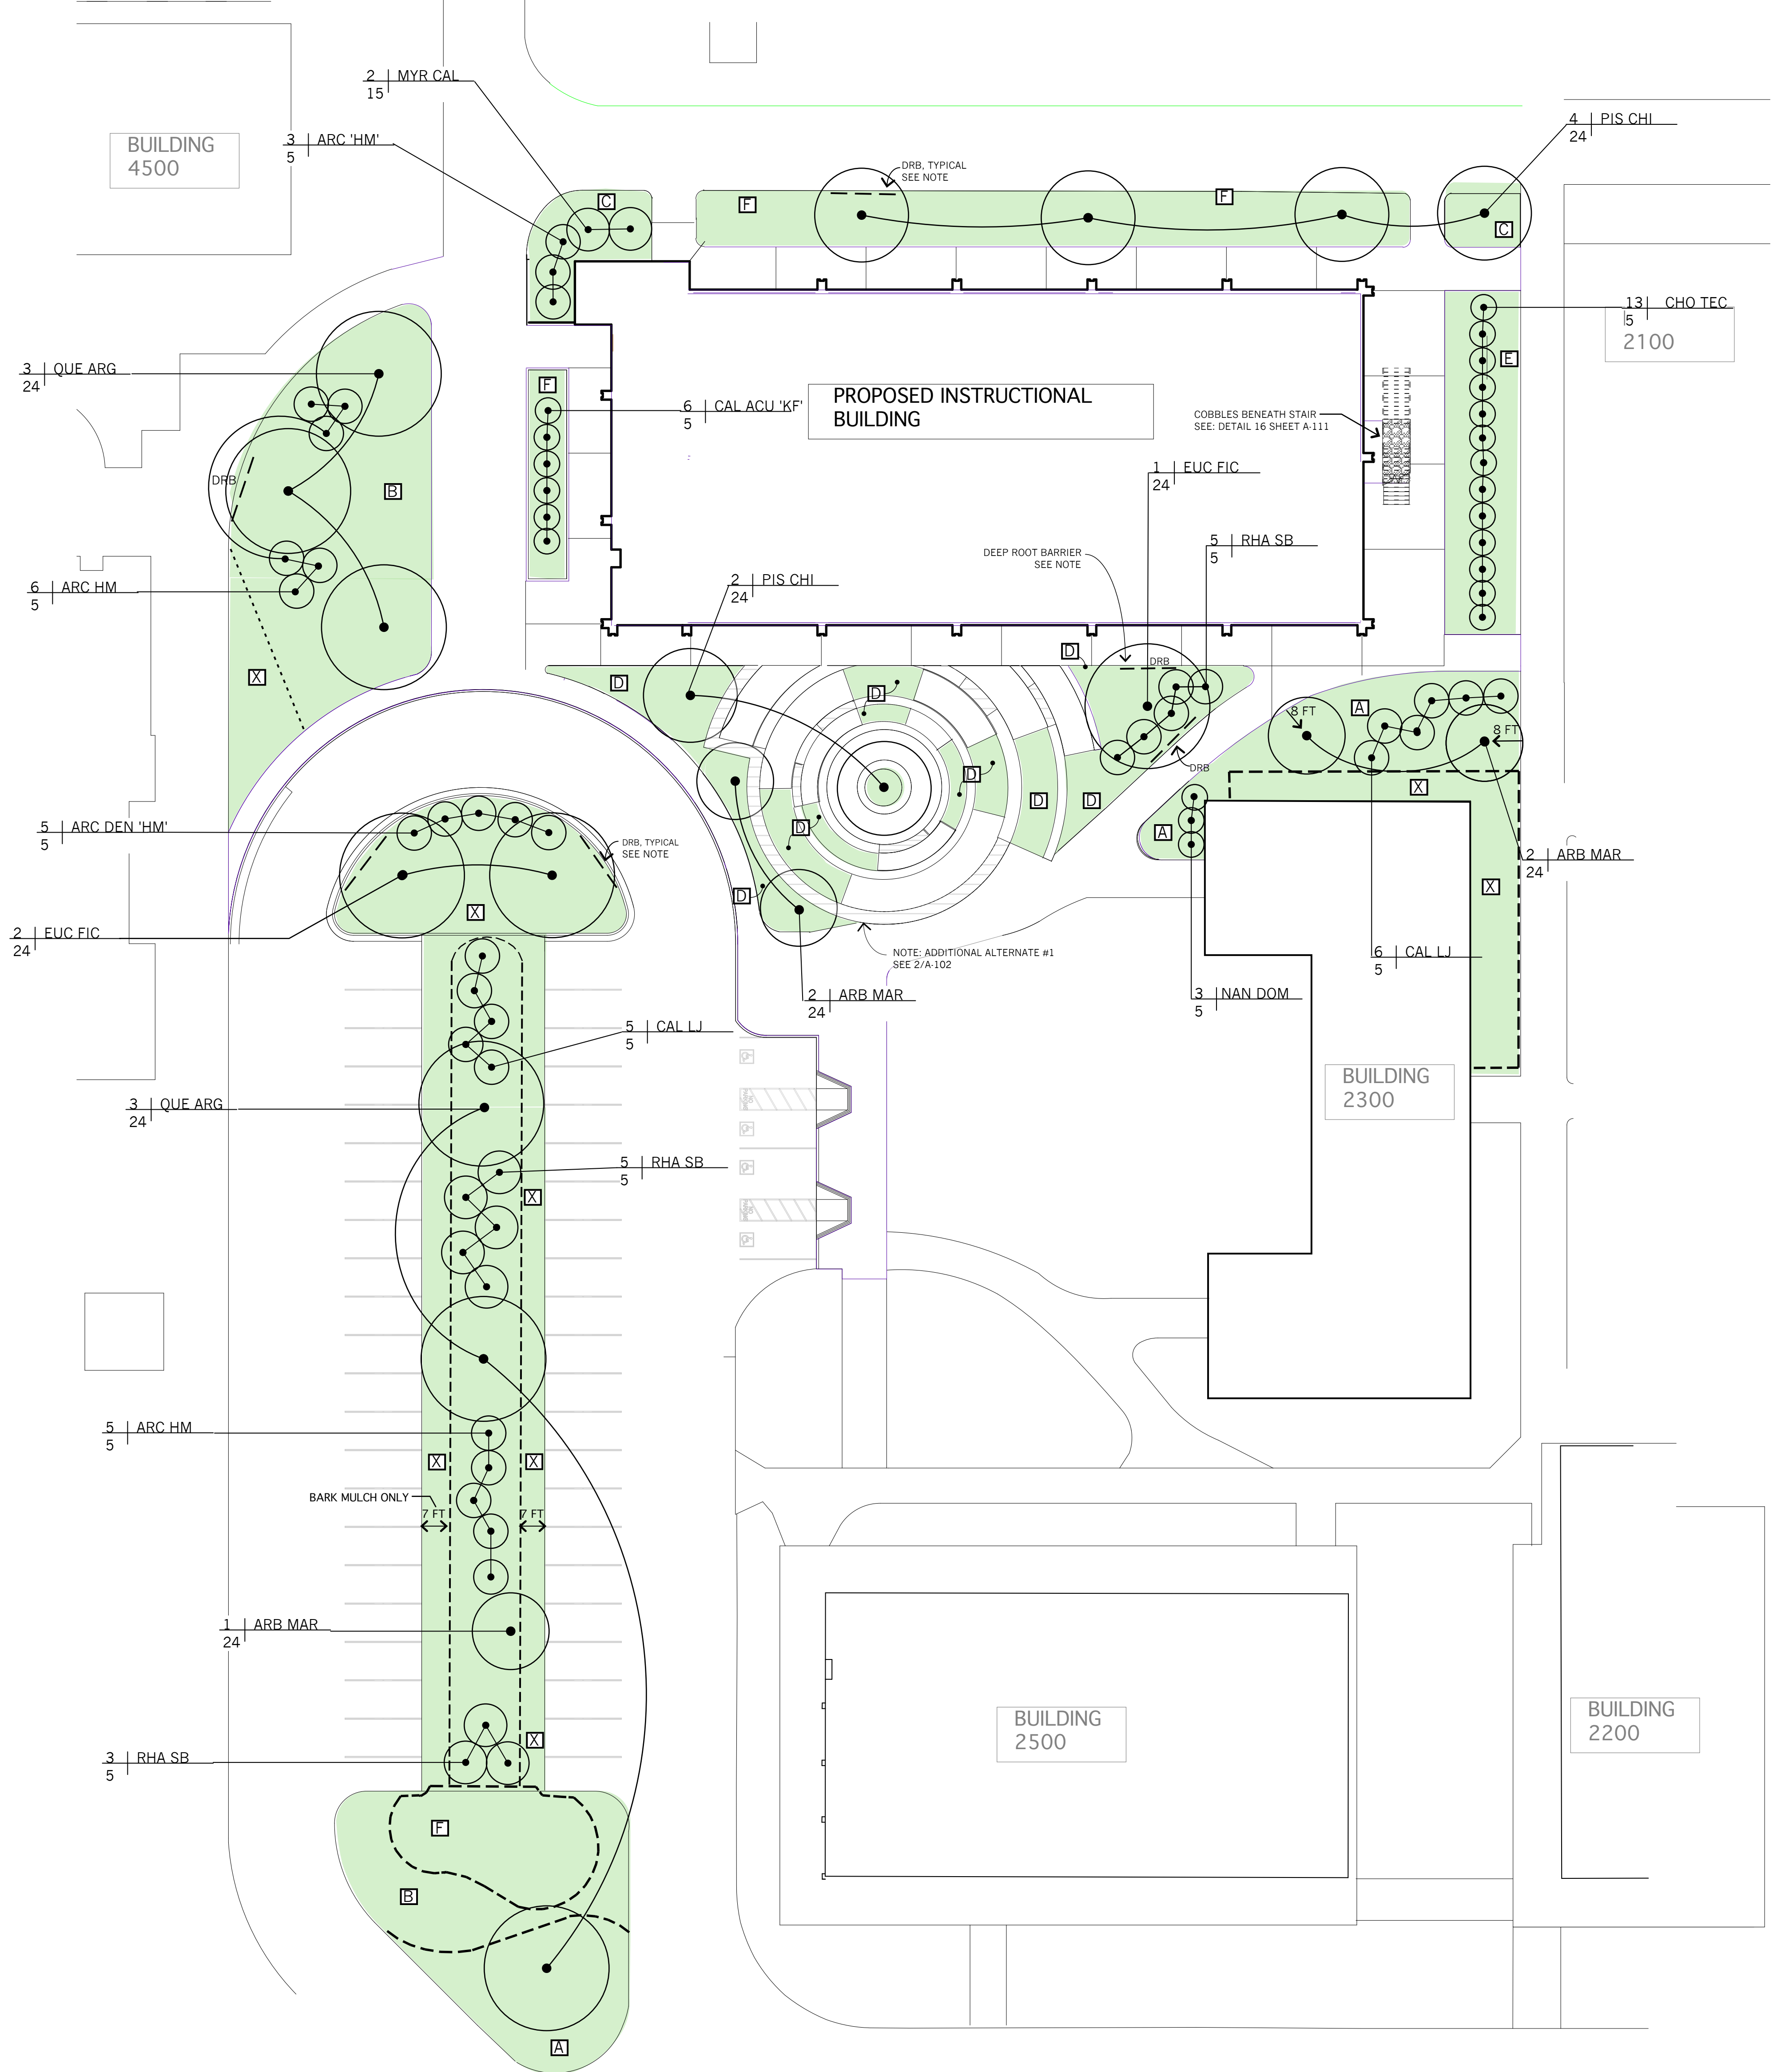 2 | MYR CAL
15
4 | PIS CHI
24
3 | ARC 'HM'
5
BUILDING
4500
DRB, TYPICAL
SEE NOTE
C
F
F
C
13 | CHO TEC
5
2100
E
3 | QUE ARG
24
F
6 | CAL ACU 'KF'
5
PROPOSED INSTRUCTIONAL
BUILDING
COBBLES BENEATH STAIR
SEE: DETAIL 16 SHEET A-111
1 | EUC FIC
24
DRB
B
5 | RHA SB
5
DEEP ROOT BARRIER
SEE NOTE
2 | PIS CHI
24
6 | ARC HM
5
X
D
D
D
DRB
A
8 FT
8 FT
DRB
D
X
D
D
D
5 | ARC DEN 'HM'
5
DRB, TYPICAL
SEE NOTE
A
2 | ARB MAR
24
X
D
X
2 | EUC FIC
24
NOTE: ADDITIONAL ALTERNATE #1
SEE 2/A-102
6 | CAL LJ
5
2 | ARB MAR
24
3 | NAN DOM
5
5 | CAL LJ
5
BUILDING
2300
3 | QUE ARG
24
5 | RHA SB
5
X
5 | ARC HM
5
X
X
BARK MULCH ONLY
7 FT
7 FT
1 | ARB MAR
24
BUILDING
2500
BUILDING
2200
X
3 | RHA SB
5
F
B
A